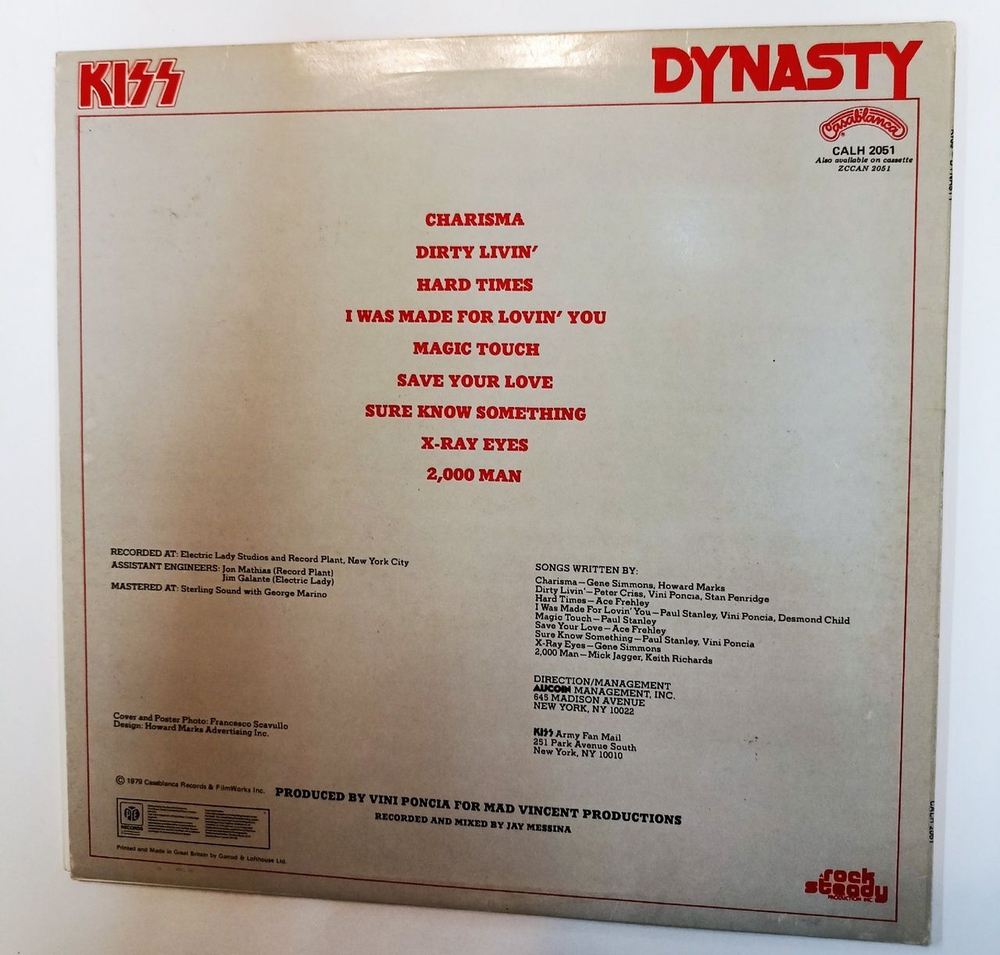 KISS
DYNASTY
Casablanca
CALH 2051
Also available on cassette
ZCCAN 2051
CHARISMA
DIRTY LIVIN'
HARD TIMES
I WAS MADE FOR LOVIN' YOU
MAGIC TOUCH
SAVE YOUR LOVE
SURE KNOW SOMETHING
X-RAY EYES
2,000 MAN
RECORDED AT: Electric Lady Studios and Record Plant, New York City
ASSISTANT ENGINEERS: Jon Mathias (Record Plant)
Jim Galante (Electric Lady)
MASTERED AT: Sterling Sound with George Marino
SONGS WRITTEN BY:
Charisma—Gene Simmons, Howard Marks
Dirty Livin'—Peter Criss, Vini Poncia, Stan Penridge
Hard Times—Ace Frehley
I Was Made For Lovin' You—Paul Stanley, Vini Poncia, Desmond Child
Magic Touch—Paul Stanley
Save Your Love—Ace Frehley
Sure Know Something—Paul Stanley, Vini Poncia
X-Ray Eyes—Gene Simmons
2,000 Man—Mick Jagger, Keith Richards
DIRECTION/MANAGEMENT
AUCOIN MANAGEMENT, INC.
645 MADISON AVENUE
NEW YORK, NY 10022
KISS Army Fan Mail
251 Park Avenue South
New York, NY 10010
Cover and Poster Photo: Francesco Scavullo
Design: Howard Marks Advertising Inc.
© 1979 Casablanca Records & FilmWorks Inc.
PRODUCED BY VINI PONCIA FOR MAD VINCENT PRODUCTIONS
RECORDED AND MIXED BY JAY MESSINA
PYE
RECORDS
Printed and Made in Great Britain by Garrod & Lofthouse Ltd.
rock
steady
PRODUCTION INC
CALH 2051